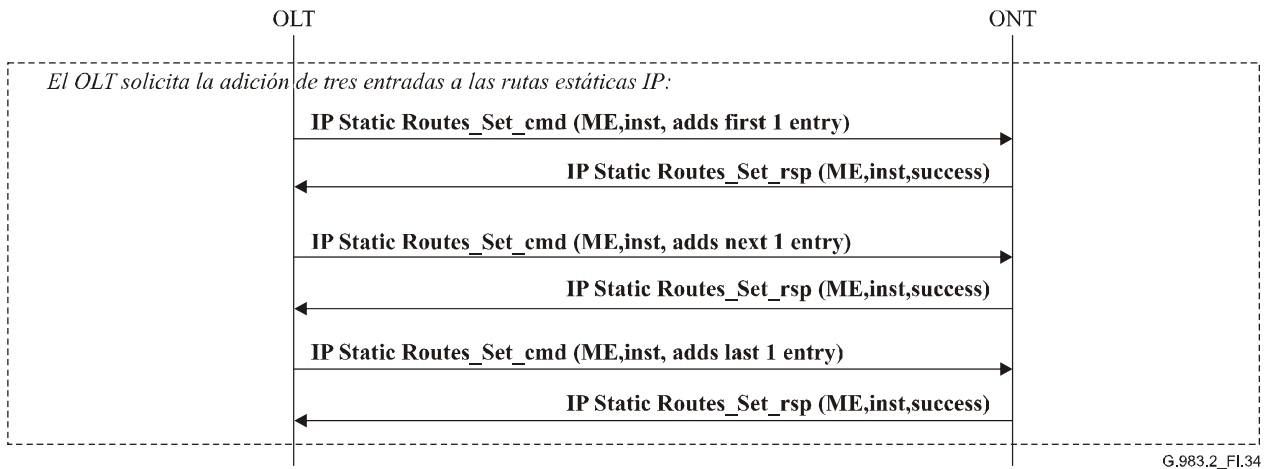 OLT
ONT
El OLT solicita la adición de tres entradas a las rutas estáticas IP:
IP Static Routes_Set_cmd (ME,inst, adds first 1 entry)
IP Static Routes_Set_rsp (ME,inst,success)
IP Static Routes_Set_cmd (ME,inst, adds next 1 entry)
IP Static Routes_Set_rsp (ME,inst,success)
IP Static Routes_Set_cmd (ME,inst, adds last 1 entry)
IP Static Routes_Set_rsp (ME,inst,success)
G.983.2_FI.34